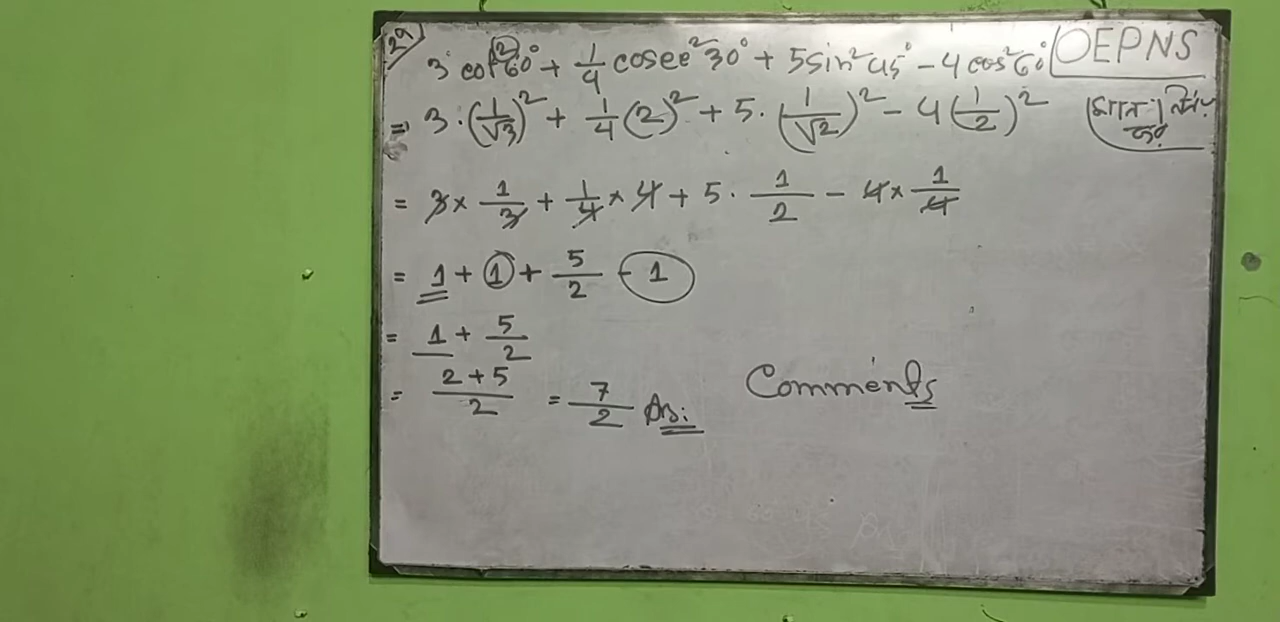 29
3 cot²60° + 1/4 cosec²30° + 5sin²45° - 4cos²60°
OEPNS
⇒ 3·(1/√3)² + 1/4(2)² + 5·(1/√2)² - 4(1/2)²
= 3 × 1/3 + 1/4 × 4 + 5· 1/2 - 4 × 1/4
= 1 + 1 + 5/2 - 1
= 1 + 5/2
= 2+5/2 = 7/2 As:
Comments